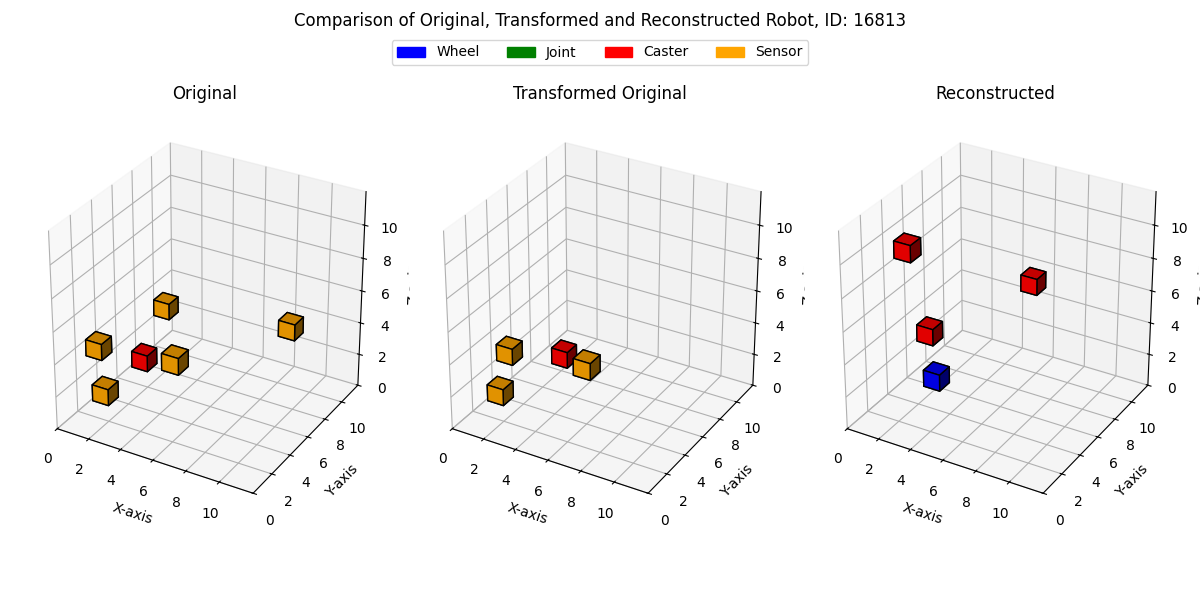 Comparison of Original, Transformed and Reconstructed Robot, ID: 16813
Wheel Joint Caster Sensor
Original Transformed Original Reconstructed
10 10 10
8 8 8
6 6 6
4 4 4
2 2 2
0 0 0
0 2 4 6 8 10 0 2 4 6 8 10 0 2 4 6 8 10
X-axis X-axis X-axis
0 2 4 6 8 10 0 2 4 6 8 10 0 2 4 6 8 10
Y-axis Y-axis Y-axis